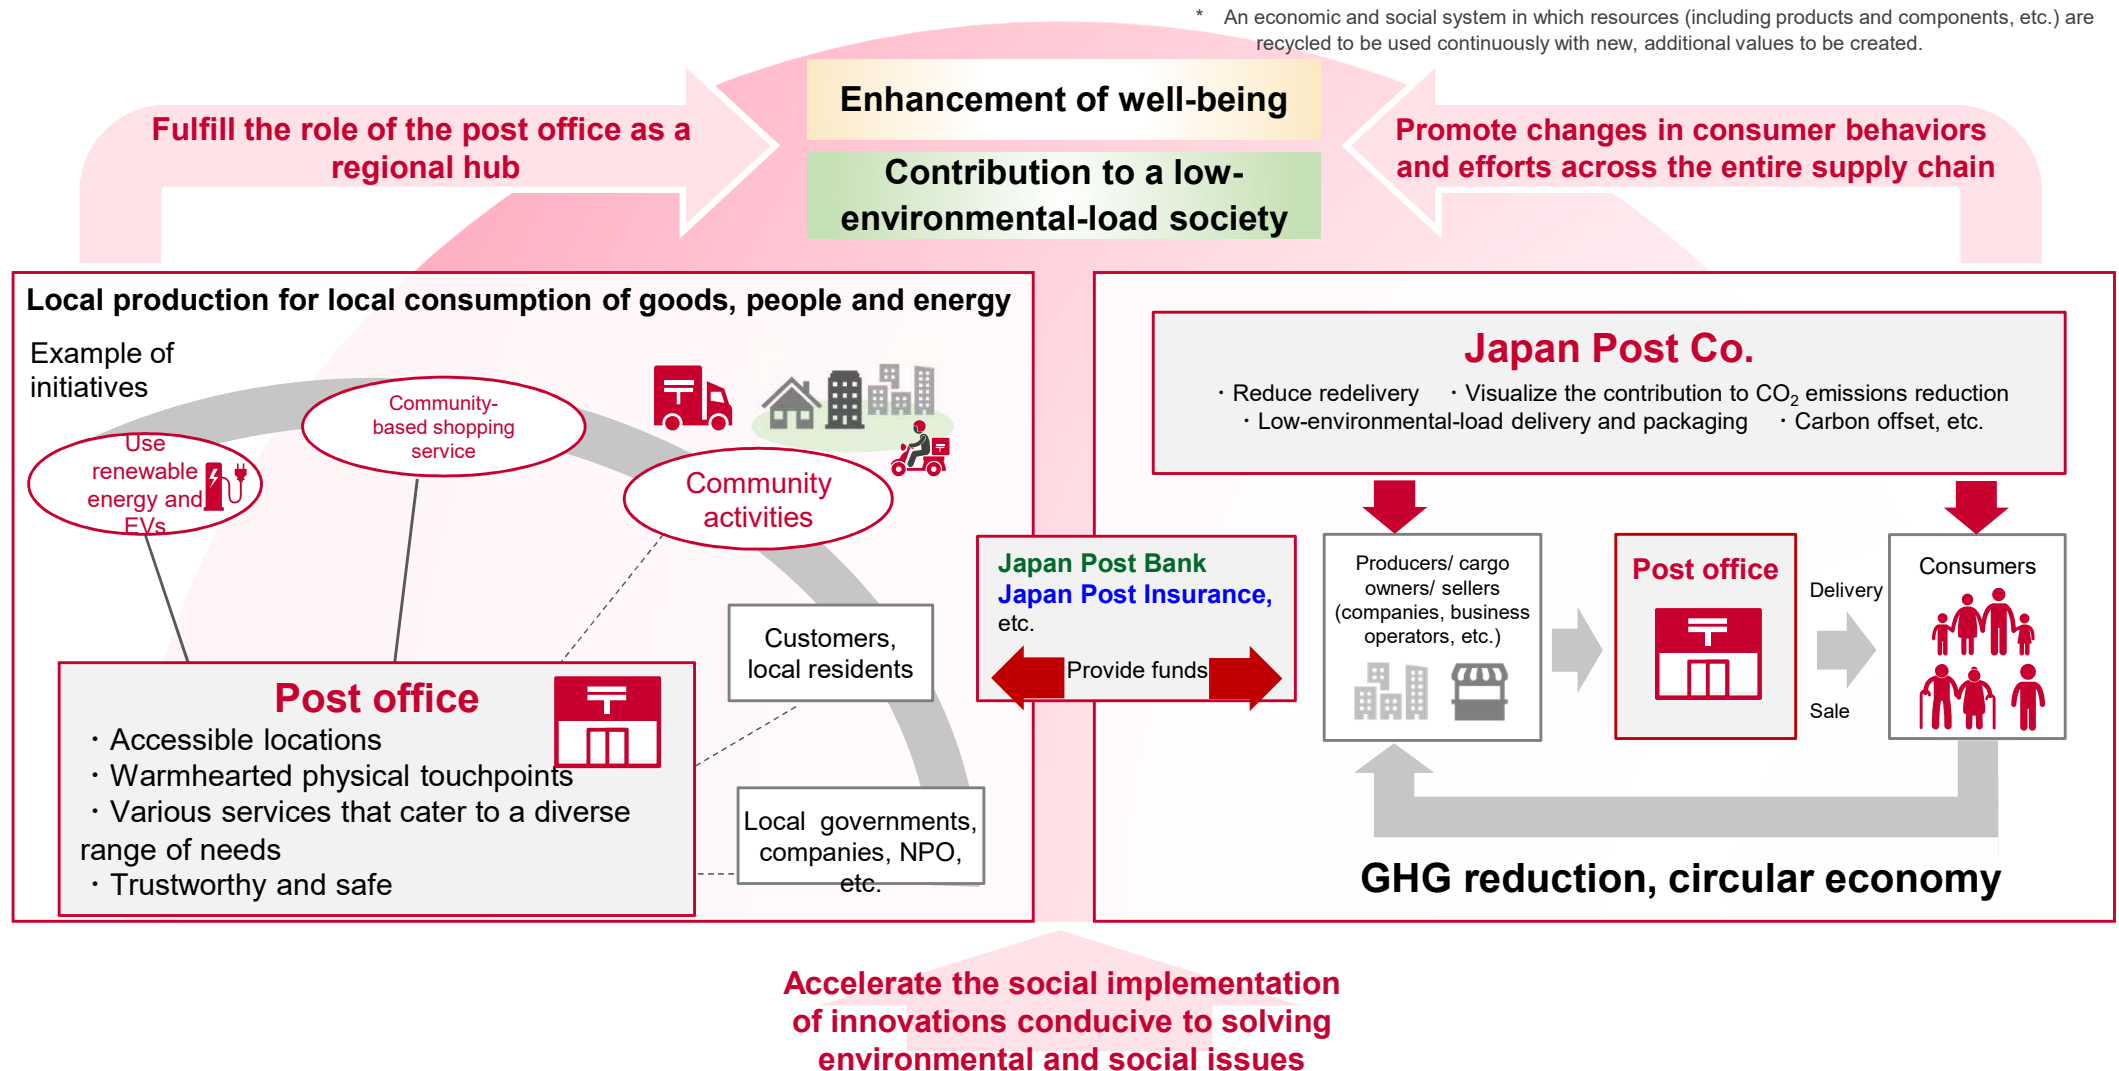 * An economic and social system in which resources (including products and components, etc.) are
recycled to be used continuously with new, additional values to be created.
Enhancement of well-being
Contribution to a low-
environmental-load society
Fulfill the role of the post office as a
regional hub
Promote changes in consumer behaviors
and efforts across the entire supply chain
Local production for local consumption of goods, people and energy
Example of
initiatives
Use
renewable
energy and
EVs
Community-
based shopping
service
Community
activities
Customers,
local residents
Local governments,
companies, NPO,
etc.
Post office
・Accessible locations
・Warmhearted physical touchpoints
・Various services that cater to a diverse
range of needs
・Trustworthy and safe
Japan Post Bank
Japan Post Insurance,
etc.
Provide funds
Japan Post Co.
・Reduce redelivery ・Visualize the contribution to CO₂ emissions reduction
・Low-environmental-load delivery and packaging ・Carbon offset, etc.
Producers/ cargo
owners/ sellers
(companies, business
operators, etc.)
Post office
Delivery
Sale
Consumers
GHG reduction, circular economy
Accelerate the social implementation
of innovations conducive to solving
environmental and social issues